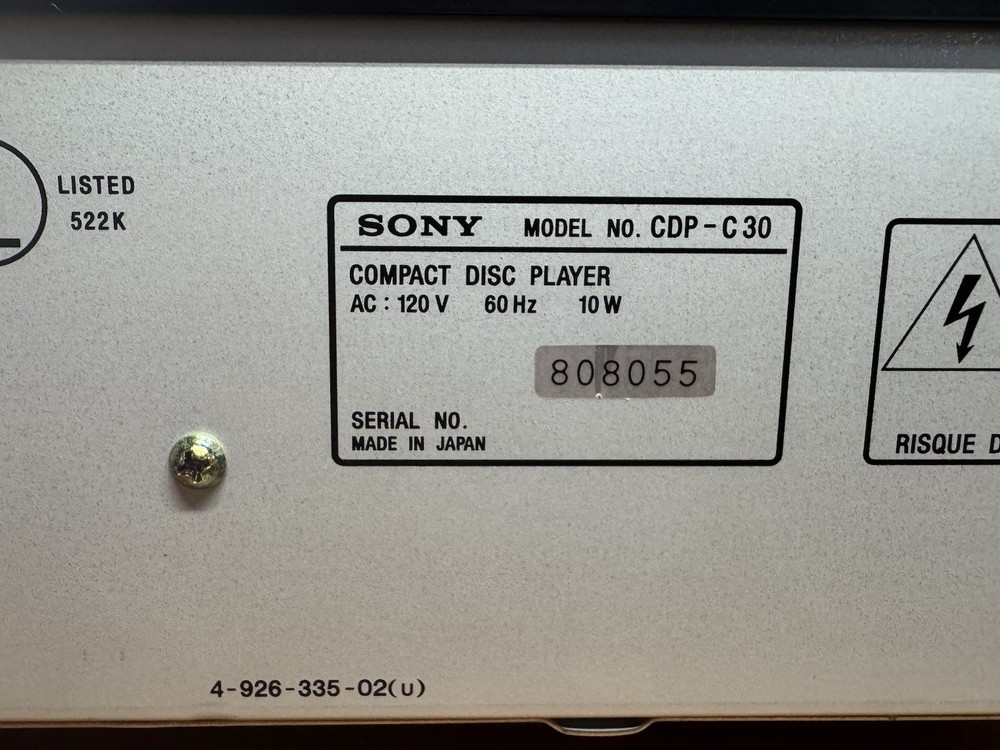 LISTED
522K
SONY MODEL NO. CDP-C30
COMPACT DISC PLAYER
AC : 120 V 60 Hz 10 W
808055
SERIAL NO.
MADE IN JAPAN
RISQUE D
4-926-335-02(U)